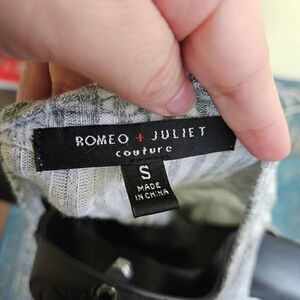 ROMEO + JULIET
couture
S
MADE
IN CHINA